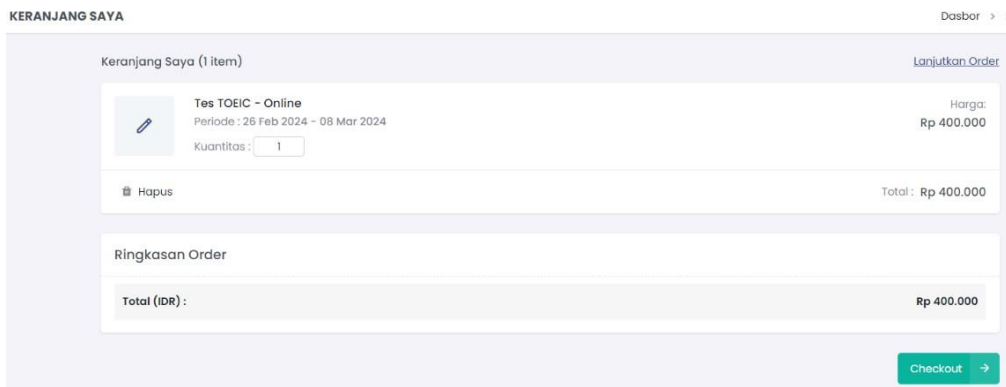 KERANJANG SAYA
Dasbor >
Keranjang Saya (1 item)
Lanjutkan Order
Tes TOEIC - Online
Periode : 26 Feb 2024 - 08 Mar 2024
Kuantitas : 1
Harga:
Rp 400.000
Hapus
Total : Rp 400.000
Ringkasan Order
Total (IDR) : Rp 400.000
Checkout →